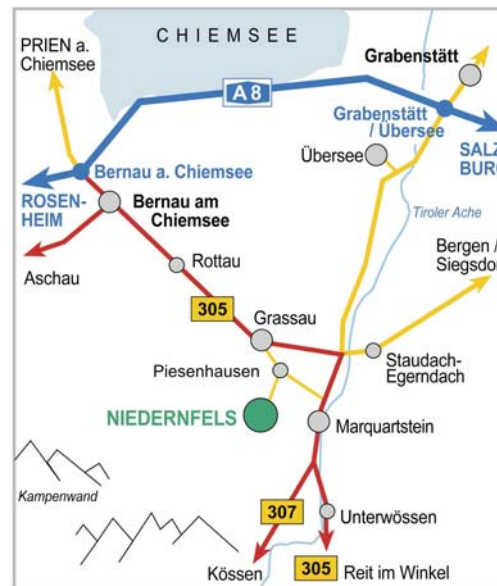 CHIEMSEE
PRIEN a.
Chiemsee
Grabenstätt
A 8
Grabenstätt
/ Übersee
SALZ
BURG
Übersee
Bernau a. Chiemsee
ROSEN-
HEIM
Bernau am
Chiemsee
Tiroler Ache
Bergen /
Siegsdor
Aschau
Rottau
305
Grassau
Staudach-
Egerndach
Piesenhausen
NIEDERNFELS
Marquartstein
Kampenwand
307
Unterwössen
Kössen
305
Reit im Winkel